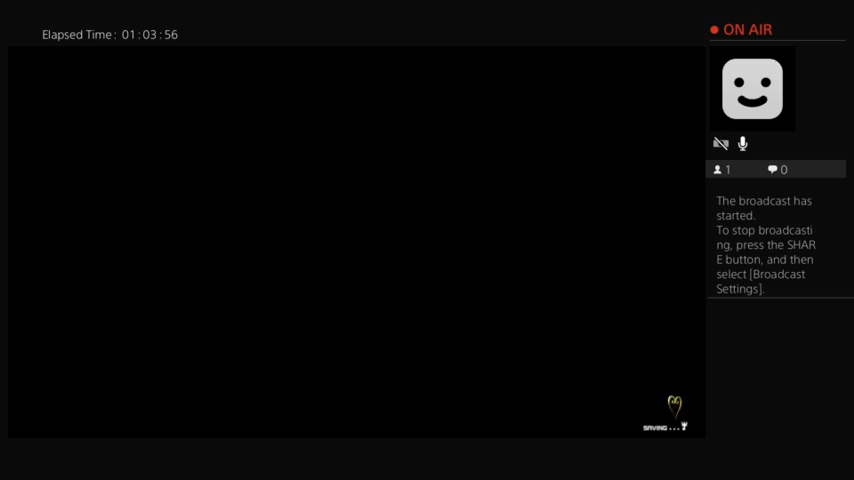 Elapsed Time : 01 : 03 : 56
ON AIR
1 0
The broadcast has
started.
To stop broadcasti
ng, press the SHAR
E button, and then
select [Broadcast
Settings].
SAVING...